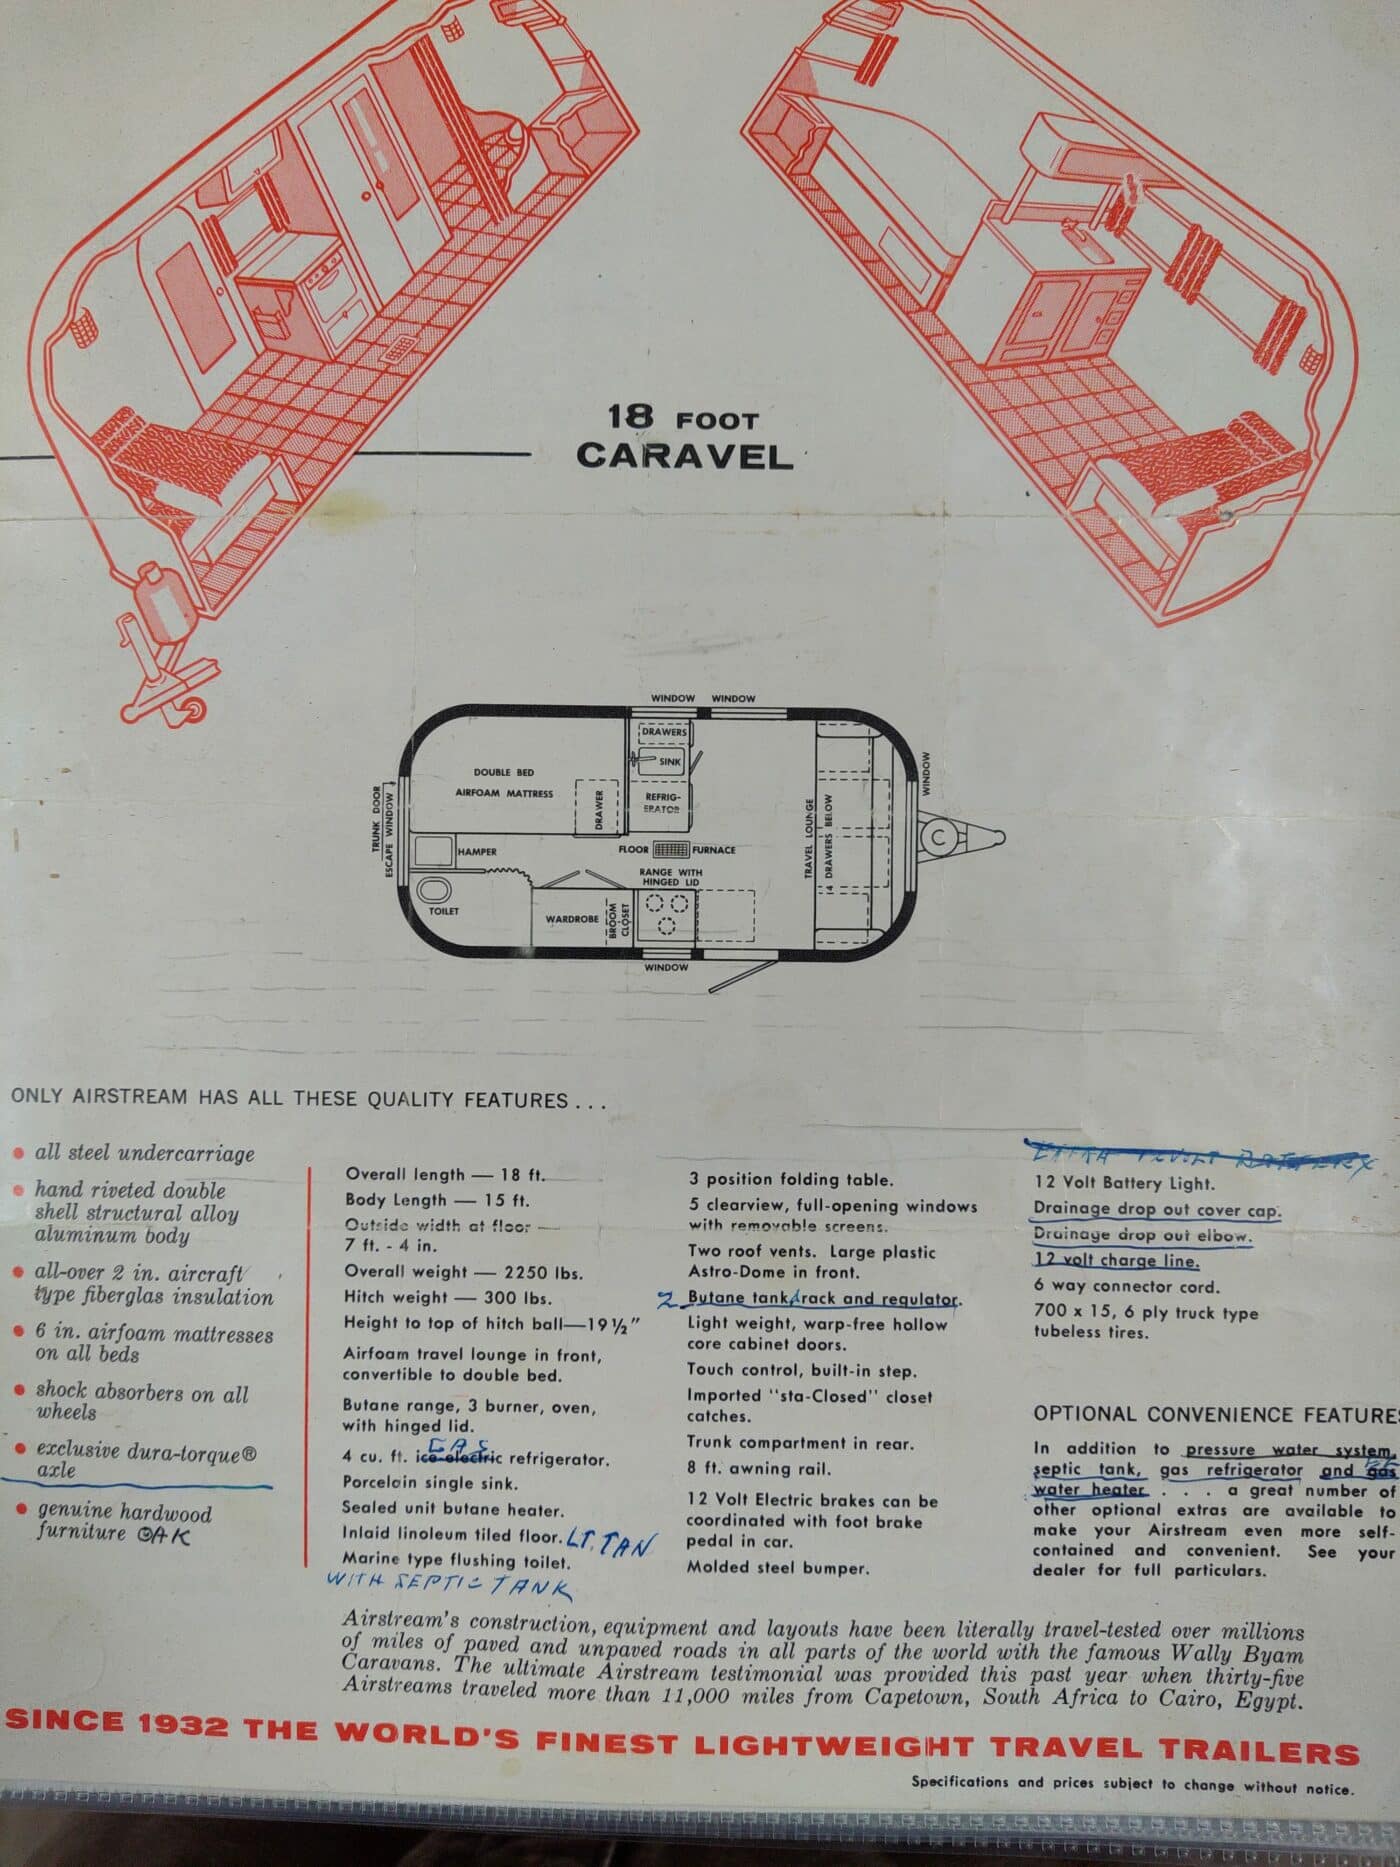 18 FOOT
CARAVEL
WINDOW WINDOW
DRAWERS
SINK
DOUBLE BED
AIRFOAM MATTRESS
DRAWER
REFRIG-
ERATOR
TRUNK DOOR
ESCAPE WINDOW
HAMPER
FLOOR FURNACE
RANGE WITH
HINGED LID
TOILET
WARDROBE
BROOM
CLOSET
TRAVEL LOUNGE
4 DRAWERS BELOW
WINDOW
WINDOW
ONLY AIRSTREAM HAS ALL THESE QUALITY FEATURES...
• all steel undercarriage
• hand riveted double
shell structural alloy
aluminum body
• all-over 2 in. aircraft
type fiberglas insulation
• 6 in. airfoam mattresses
on all beds
• shock absorbers on all
wheels
• exclusive dura-torque®
axle
• genuine hardwood
furniture OAK
Overall length — 18 ft.
Body Length — 15 ft.
Outside width at floor —
7 ft. - 4 in.
Overall weight — 2250 lbs.
Hitch weight — 300 lbs.
Height to top of hitch ball—19½"
Airfoam travel lounge in front,
convertible to double bed.
Butane range, 3 burner, oven,
with hinged lid.
GAS
4 cu. ft. ice electric refrigerator.
Porcelain single sink.
Sealed unit butane heater.
Inlaid linoleum tiled floor. LT. TAN
Marine type flushing toilet.
WITH SEPTIC TANK
3 position folding table.
5 clearview, full-opening windows
with removable screens.
Two roof vents. Large plastic
Astro-Dome in front.
2 Butane tank, rack and regulator.
Light weight, warp-free hollow
core cabinet doors.
Touch control, built-in step.
Imported "sta-Closed" closet
catches.
Trunk compartment in rear.
8 ft. awning rail.
12 Volt Electric brakes can be
coordinated with foot brake
pedal in car.
Molded steel bumper.
EXTRA 12 VOLT BATTERY
12 Volt Battery Light.
Drainage drop out cover cap.
Drainage drop out elbow.
12 volt charge line.
6 way connector cord.
700 x 15, 6 ply truck type
tubeless tires.
OPTIONAL CONVENIENCE FEATURES
In addition to pressure water system,
septic tank, gas refrigerator and gas
water heater . . . a great number of
other optional extras are available to
make your Airstream even more self-
contained and convenient. See your
dealer for full particulars.
Airstream's construction, equipment and layouts have been literally travel-tested over millions
of miles of paved and unpaved roads in all parts of the world with the famous Wally Byam
Caravans. The ultimate Airstream testimonial was provided this past year when thirty-five
Airstreams traveled more than 11,000 miles from Capetown, South Africa to Cairo, Egypt.
SINCE 1932 THE WORLD'S FINEST LIGHTWEIGHT TRAVEL TRAILERS
Specifications and prices subject to change without notice.